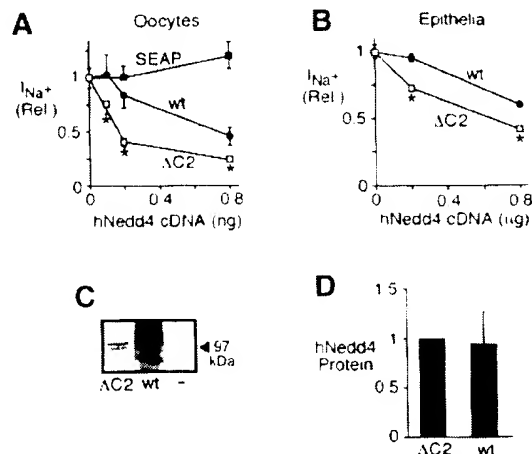 A
Oocytes
SEAP
wt
ΔC2
I Na+
(Rel.)
1
0.5
0
* * *
0 0.4 0.8
hNedd4 cDNA (ng)
B
Epithelia
wt
ΔC2
I Na+
(Rel.)
1
0.5
0
* *
0 0.4 0.8
hNedd4 cDNA (µg)
C
97
kDa
ΔC2 wt -
D
hNedd4
Protein
1.5
1
0.5
0
ΔC2 wt